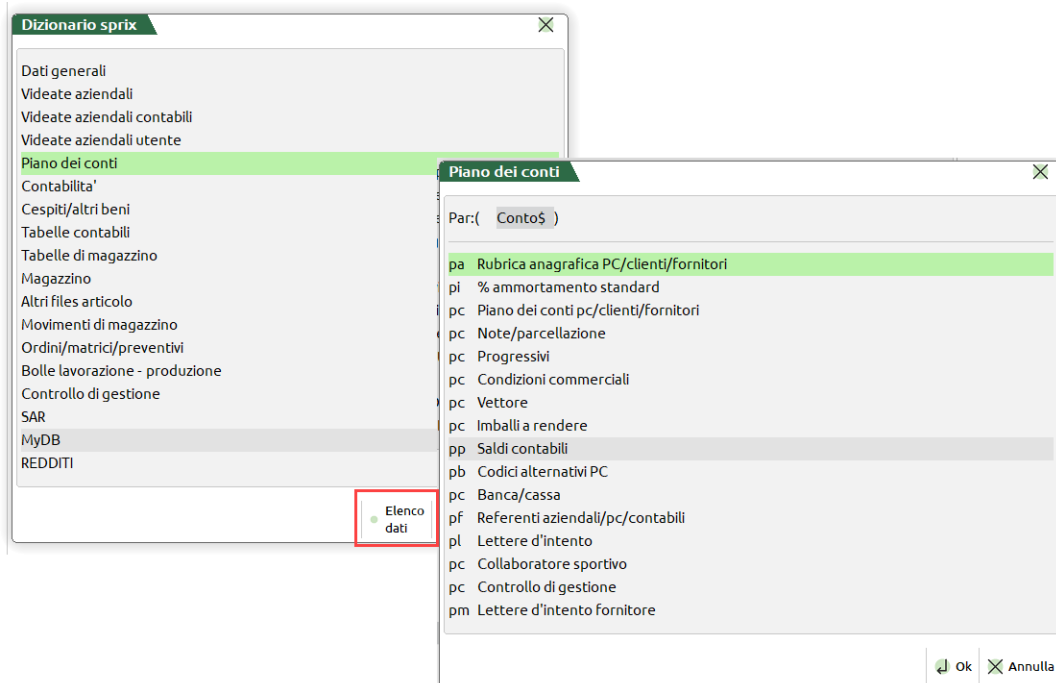 Dizionario sprix
Dati generali
Videate aziendali
Videate aziendali contabili
Videate aziendali utente
Piano dei conti
Contabilita'
Cespiti/altri beni
Tabelle contabili
Tabelle di magazzino
Magazzino
Altri files articolo
Movimenti di magazzino
Ordini/matrici/preventivi
Bolle lavorazione - produzione
Controllo di gestione
SAR
MyDB
REDDITI
Elenco
dati
Piano dei conti
Par:( Conto$ )
pa Rubrica anagrafica PC/clienti/fornitori
pi % ammortamento standard
pc Piano dei conti pc/clienti/fornitori
pc Note/parcellazione
pc Progressivi
pc Condizioni commerciali
pc Vettore
pc Imballi a rendere
pp Saldi contabili
pb Codici alternativi PC
pc Banca/cassa
pf Referenti aziendali/pc/contabili
pl Lettere d'intento
pc Collaboratore sportivo
pc Controllo di gestione
pm Lettere d'intento fornitore
Ok Annulla